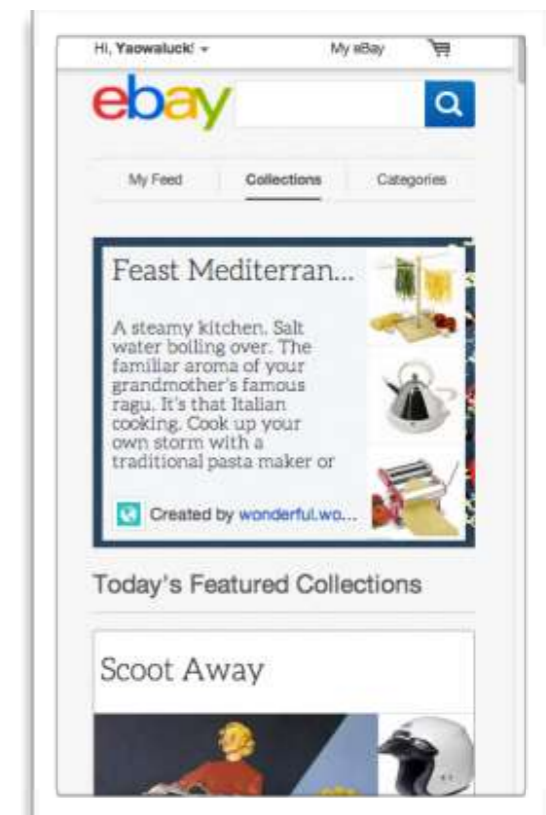 Hi, Yaowaluck! My eBay
ebay
My Feed Collections Categories
Feast Mediterran...
A steamy kitchen. Salt
water boiling over. The
familiar aroma of your
grandmother's famous
ragu. It's that Italian
cooking. Cook up your
own storm with a
traditional pasta maker or
Created by wonderful.wo...
Today's Featured Collections
Scoot Away